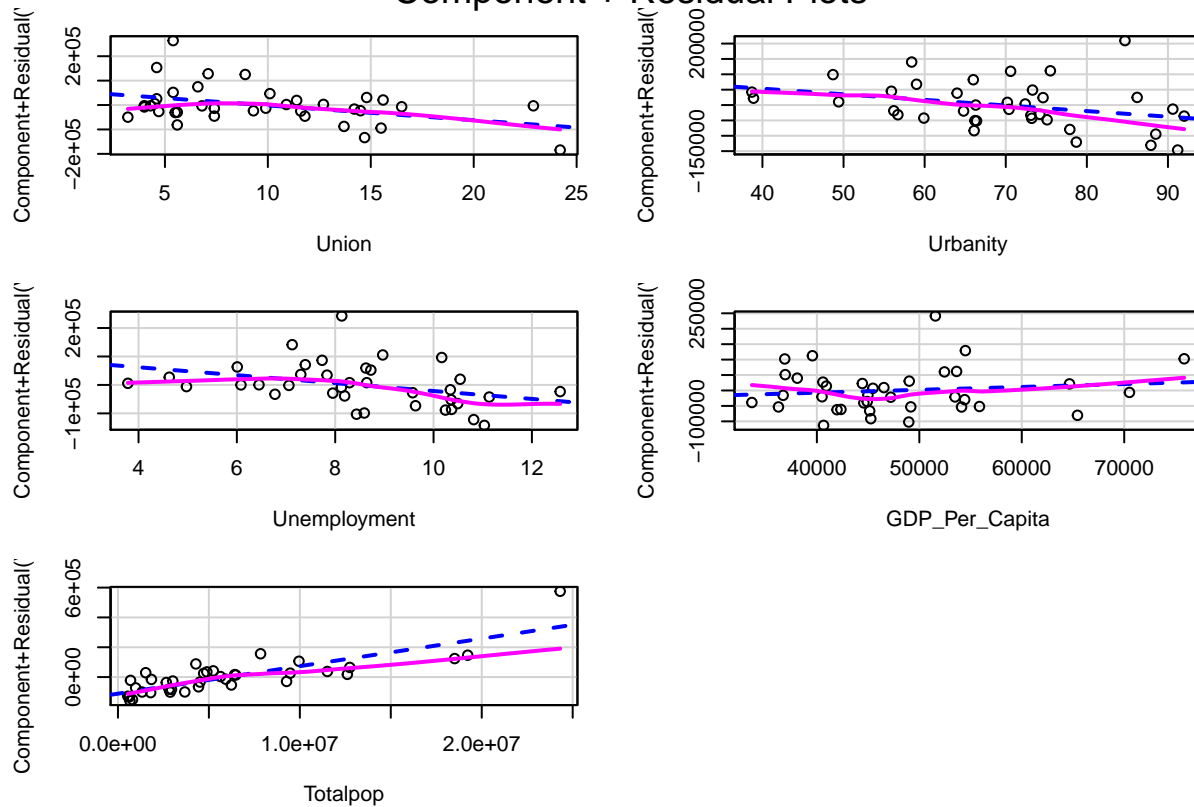 Component + Residual Plots
Component+Residual(
−2e+05 2e+05
5 10 15 20 25
Union
Component+Residual(
−150000 200000
40 50 60 70 80 90
Urbanity
Component+Residual(
−1e+05 2e+05
4 6 8 10 12
Unemployment
Component+Residual(
−100000 250000
40000 50000 60000 70000
GDP_Per_Capita
Component+Residual(
0e+00 6e+05
0.0e+00 1.0e+07 2.0e+07
Totalpop